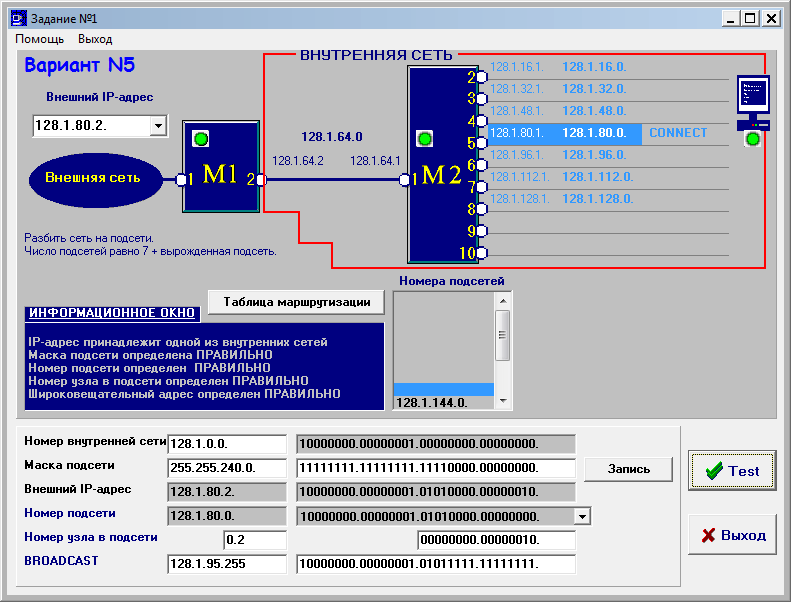 Задание №1
Помощь Выход
Вариант N5
ВНУТРЕННЯЯ СЕТЬ
Внешний IP-адрес
128.1.80.2.
Внешняя сеть
1 M1 2
128.1.64.0
128.1.64.2 128.1.64.1
1 M2
2 128.1.16.1. 128.1.16.0.
3 128.1.32.1. 128.1.32.0.
4 128.1.48.1. 128.1.48.0.
5 128.1.80.1. 128.1.80.0. CONNECT
6 128.1.96.1. 128.1.96.0.
7 128.1.112.1. 128.1.112.0.
8 128.1.128.1. 128.1.128.0.
9
10
Разбить сеть на подсети.
Число подсетей равно 7 + вырожденная подсеть.
Номера подсетей
128.1.144.0.
Таблица маршрутизации
ИНФОРМАЦИОННОЕ ОКНО
IP-адрес принадлежит одной из внутренних сетей
Маска подсети определена ПРАВИЛЬНО
Номер подсети определен ПРАВИЛЬНО
Номер узла в подсети определен ПРАВИЛЬНО
Широковещательный адрес определен ПРАВИЛЬНО
Номер внутренней сети 128.1.0.0. 10000000.00000001.00000000.00000000.
Маска подсети 255.255.240.0. 11111111.11111111.11110000.00000000. Запись
Внешний IP-адрес 128.1.80.2. 10000000.00000001.01010000.00000010.
Номер подсети 128.1.80.0. 10000000.00000001.01010000.00000000.
Номер узла в подсети 0.2 00000000.00000010.
BROADCAST 128.1.95.255 10000000.00000001.01011111.11111111.
Test
Выход